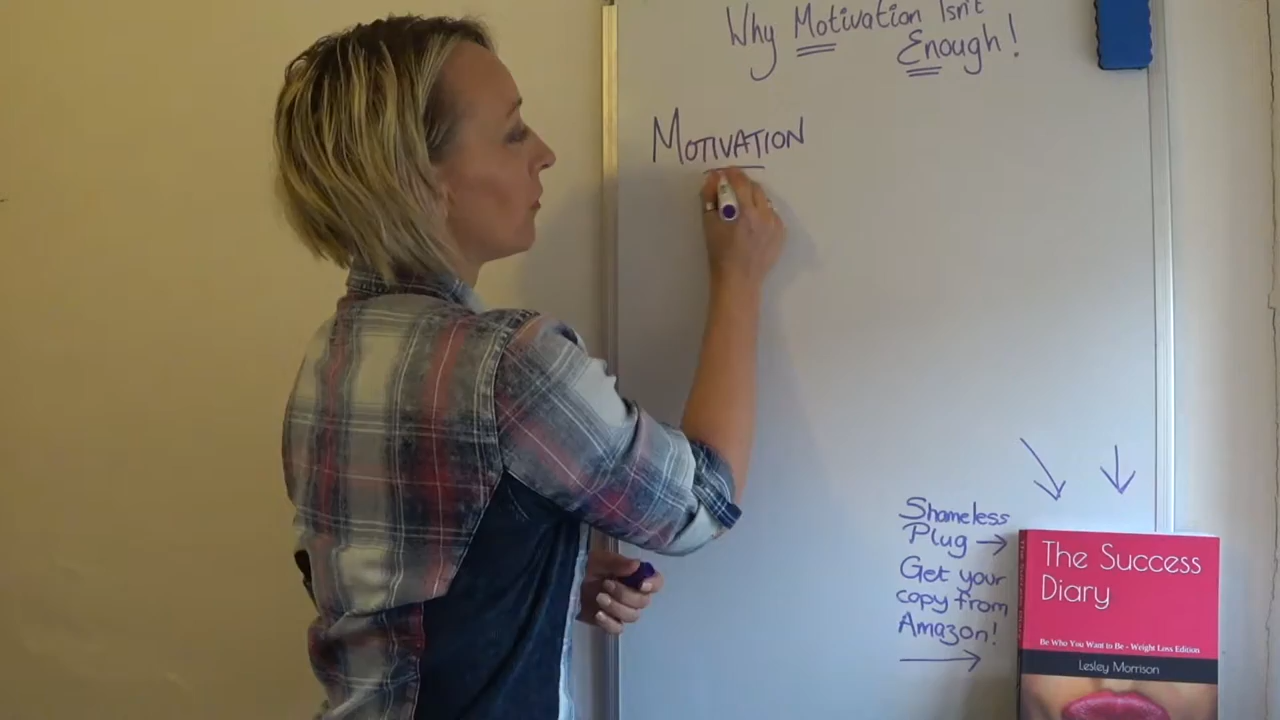 Why Motivation Isn't
Enough!
MOTIVATION
Shameless
Plug →
Get your
copy from
Amazon!
The Success
Diary
Be Who You Want to Be - Weight Loss Edition
Lesley Morrison